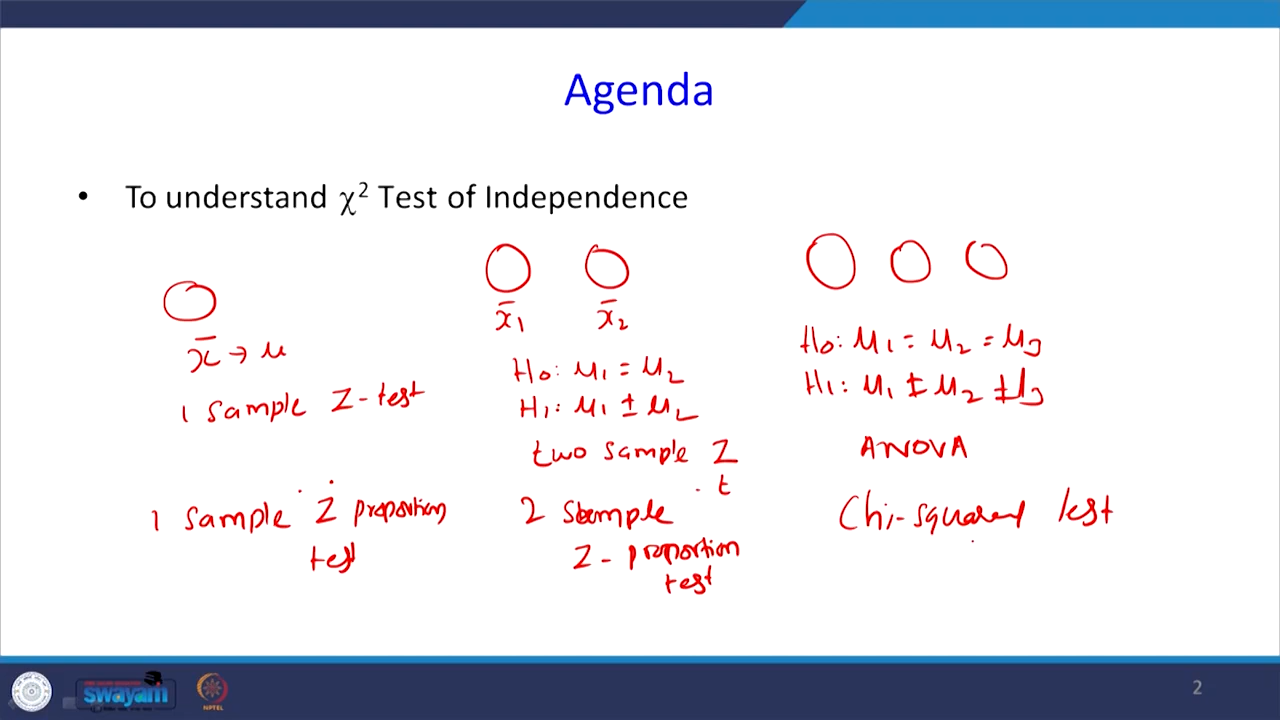 Agenda
• To understand χ² Test of Independence
x̄ → μ
1 sample Z-test
1 sample Z proportion
test
x̄₁ x̄₂
H₀: μ₁ = μ₂
H₁: μ₁ ± μ₂
two sample Z
t
2 sample
Z- proportion
test
H₀: μ₁ = μ₂ = μ₃
H₁: μ₁ ± μ₂ ± μ₃
ANOVA
Chi-squared test
swayam
NPTEL
2